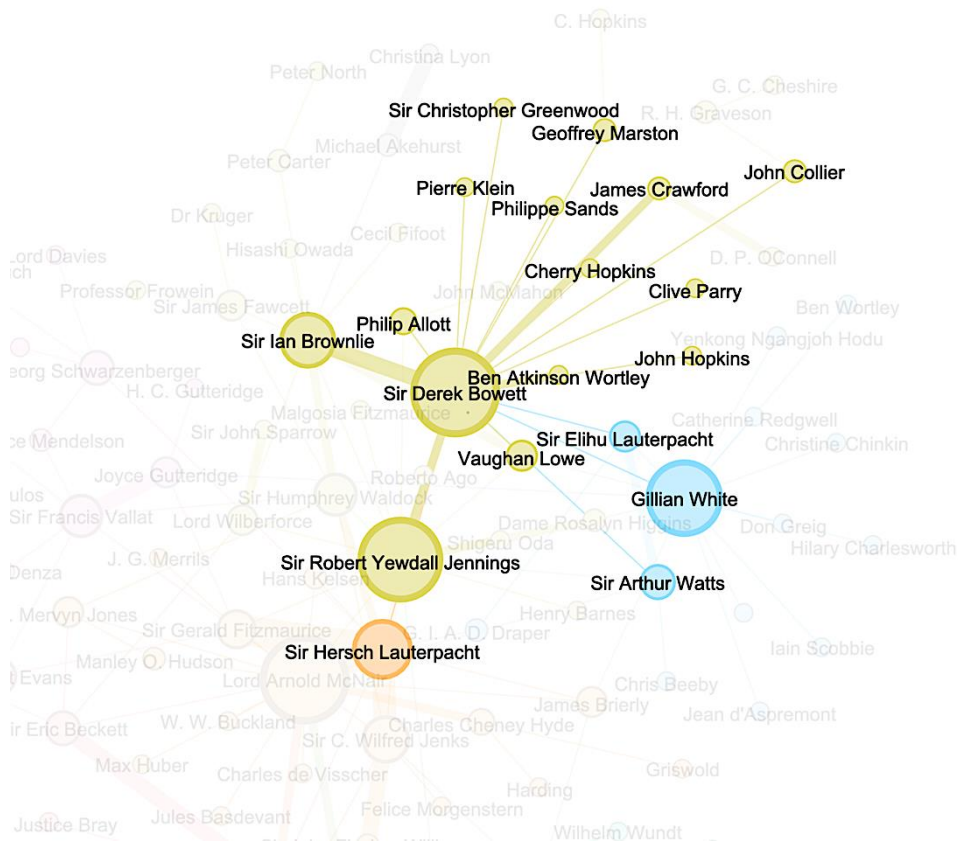 C. Hopkins
Christina Lyon
Peter North
G. C. Cheshire
Sir Christopher Greenwood
R. H. Graveson
Geoffrey Marston
Michael Akehurst
Peter Carter
John Collier
Pierre Klein
James Crawford
Philippe Sands
Dr Kruger
Cecil Fifoot
Hisashi Owada
Lord Davies
D. P. OConnell
Cherry Hopkins
Professor Frowein
John McMahon
Clive Parry
Sir James Fawcett
Ben Wortley
Philip Allott
Sir Ian Brownlie
Yenkong Ngangjoh Hodu
John Hopkins
eorg Schwarzenberger
Ben Atkinson Wortley
H. C. Gutteridge
Sir Derek Bowett
Malgosia Fitzmaurice
Catherine Redgwell
Sir John Sparrow
Sir Elihu Lauterpacht
Christine Chinkin
ce Mendelson
Vaughan Lowe
Joyce Gutteridge
Roberto Ago
oulos
Sir Humphrey Waldock
Gillian White
Sir Francis Vallat
Lord Wilberforce
Dame Rosalyn Higgins
Don Greig
Shigeru Oda
Hilary Charlesworth
J. G. Merrils
Sir Robert Yewdall Jennings
Denza
Hans Kelsen
Sir Arthur Watts
. Mervyn Jones
Henry Barnes
Sir Gerald Fitzmaurice
G. I. A. D. Draper
Iain Scobbie
Sir Hersch Lauterpacht
Manley O. Hudson
t Evans
Lord Arnold McNair
Chris Beeby
James Brierly
Jean d'Aspremont
ir Eric Beckett
W. W. Buckland
Charles Cheney Hyde
Sir C. Wilfred Jenks
Max Huber
Charles de Visscher
Griswold
Harding
Jules Basdevant
Felice Morgenstern
Justice Bray
Wilhelm Wundt